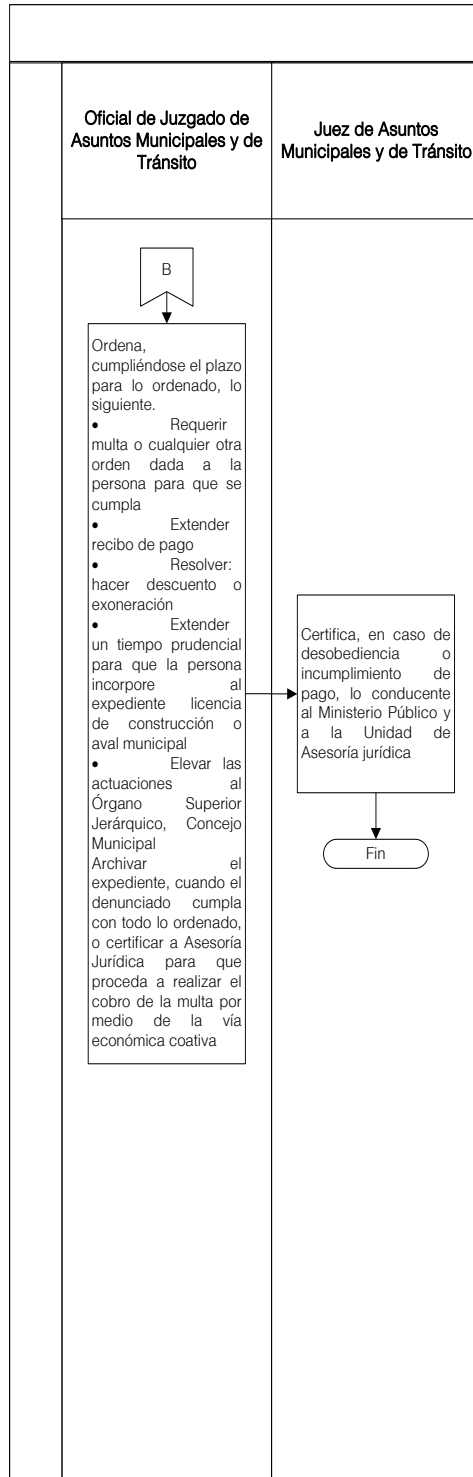 Oficial de Juzgado de
Asuntos Municipales y de
Tránsito
Juez de Asuntos
Municipales y de Tránsito
B
Ordena,
cumpliéndose el plazo
para lo ordenado, lo
siguiente.
• Requerir
multa o cualquier otra
orden dada a la
persona para que se
cumpla
• Extender
recibo de pago
• Resolver:
hacer descuento o
exoneración
• Extender
un tiempo prudencial
para que la persona
incorpore al
expediente licencia
de construcción o
aval municipal
• Elevar las
actuaciones al
Órgano Superior
Jerárquico, Concejo
Municipal
Archivar el
expediente, cuando el
denunciado cumpla
con todo lo ordenado,
o certificar a Asesoría
Jurídica para que
proceda a realizar el
cobro de la multa por
medio de la vía
económica coativa
Certifica, en caso de
desobediencia o
incumplimiento de
pago, lo conducente
al Ministerio Público y
a la Unidad de
Asesoría jurídica
Fin